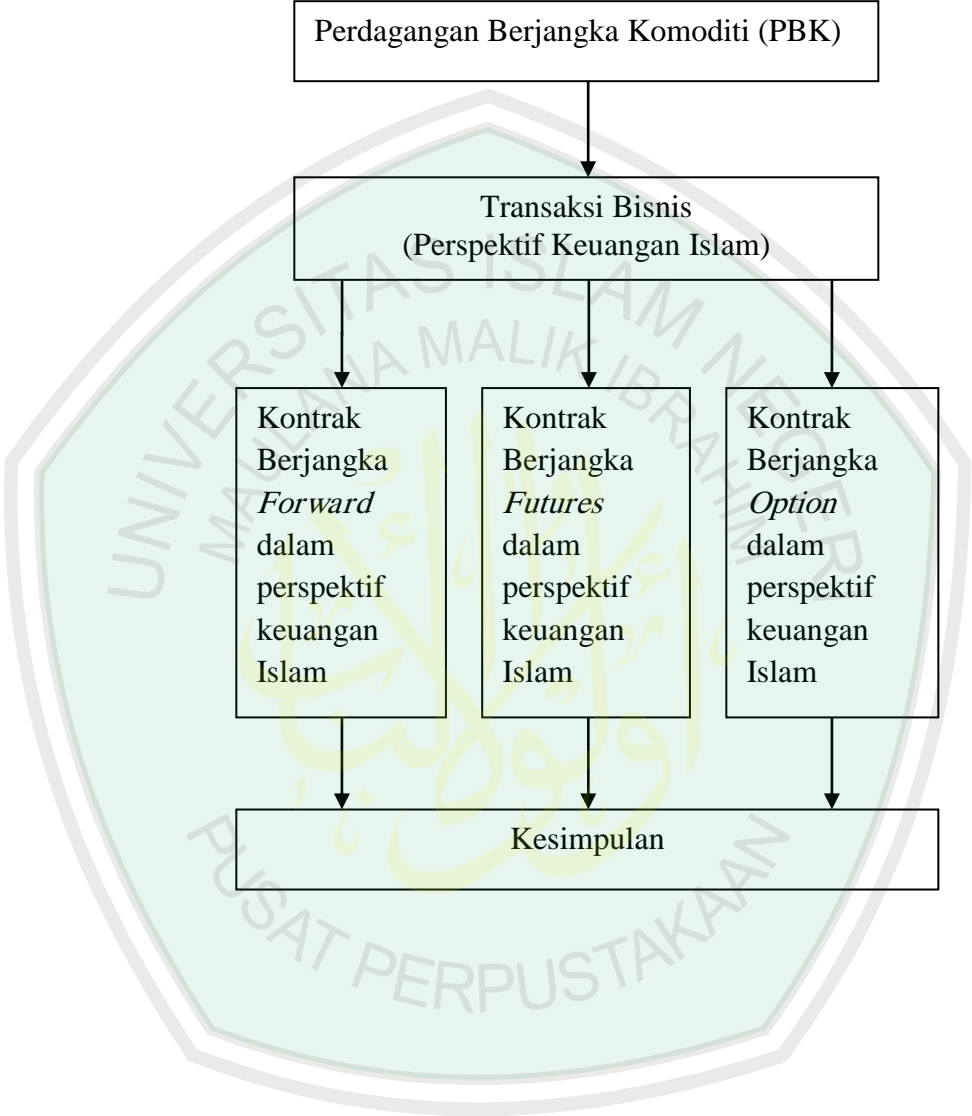 Perdagangan Berjangka Komoditi (PBK)
Transaksi Bisnis
(Perspektif Keuangan Islam)
Kontrak
Berjangka
Forward
dalam
perspektif
keuangan
Islam
Kontrak
Berjangka
Futures
dalam
perspektif
keuangan
Islam
Kontrak
Berjangka
Option
dalam
perspektif
keuangan
Islam
Kesimpulan
UNIVERSITAS ISLAM NEGERI
MAULANA MALIK IBRAHIM
PUSAT PERPUSTAKAAN